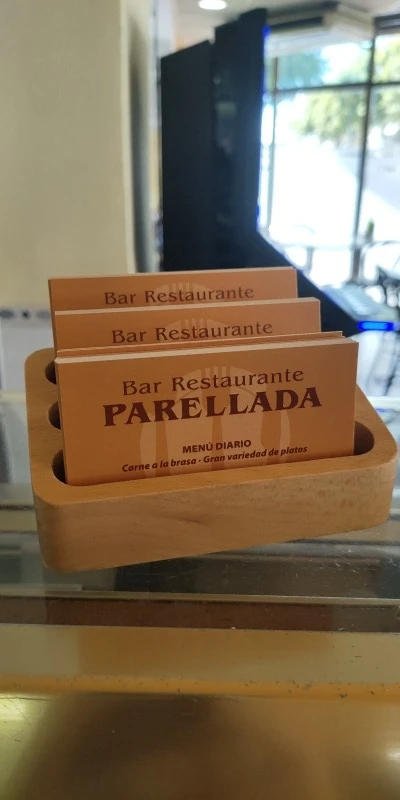 Bar Restaurante
Bar Restaurante
Bar Restaurante
PARELLADA
MENÚ DIARIO
Carne a la brasa - Gran variedad de platos